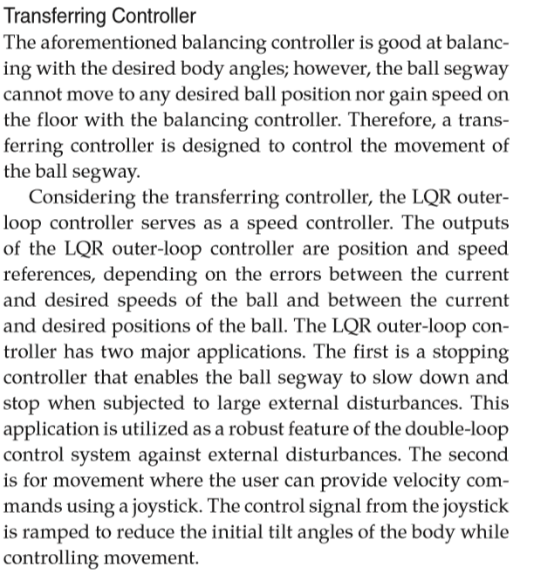 Transferring Controller
The aforementioned balancing controller is good at balanc-
ing with the desired body angles; however, the ball segway
cannot move to any desired ball position nor gain speed on
the floor with the balancing controller. Therefore, a trans-
ferring controller is designed to control the movement of
the ball segway.
Considering the transferring controller, the LQR outer-
loop controller serves as a speed controller. The outputs
of the LQR outer-loop controller are position and speed
references, depending on the errors between the current
and desired speeds of the ball and between the current
and desired positions of the ball. The LQR outer-loop con-
troller has two major applications. The first is a stopping
controller that enables the ball segway to slow down and
stop when subjected to large external disturbances. This
application is utilized as a robust feature of the double-loop
control system against external disturbances. The second
is for movement where the user can provide velocity com-
mands using a joystick. The control signal from the joystick
is ramped to reduce the initial tilt angles of the body while
controlling movement.